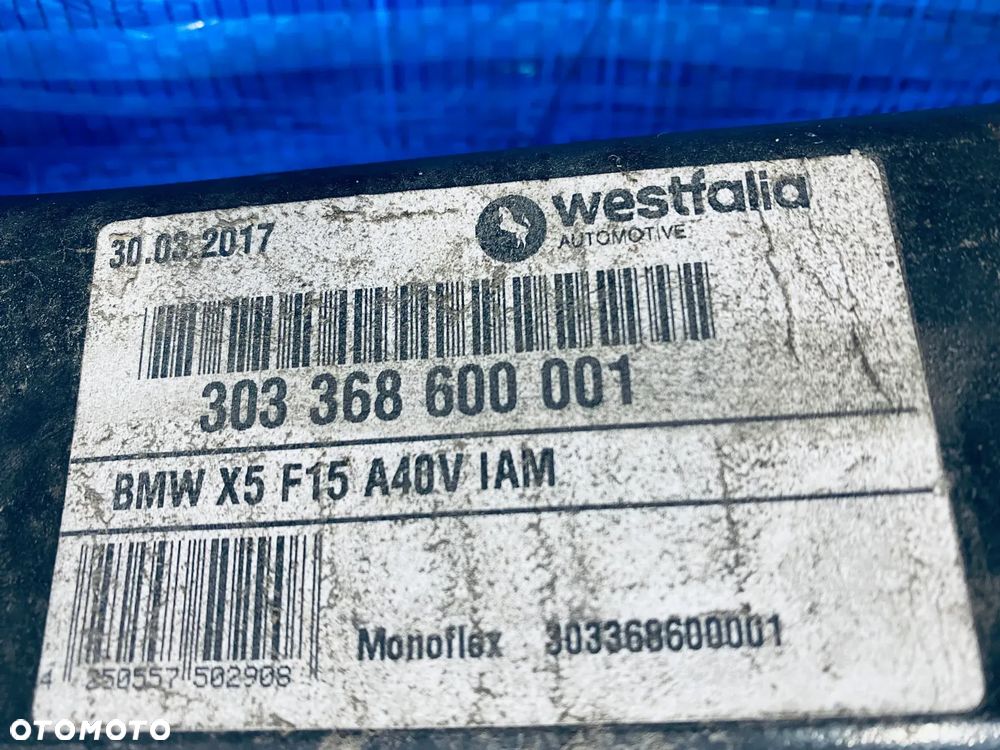 30.03.2017
westfalia
AUTOMOTIVE
303 368 600 001
BMW X5 F15 A40V IAM
Monoflex 303368600001
4 250557 502908
OTOMOTO